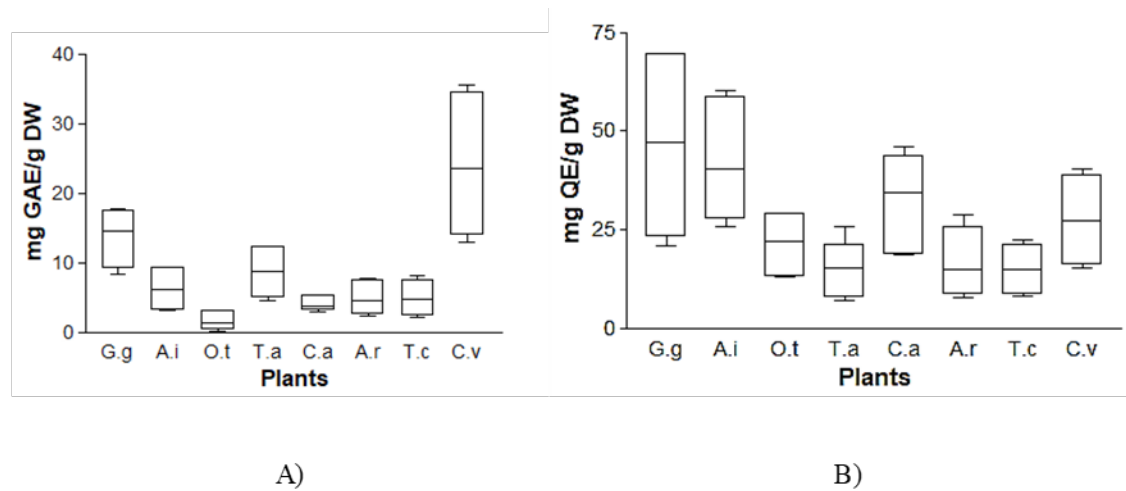 mg GAE/g DW
40
30
20
10
0
G.g A.i O.t T.a C.a A.r T.c C.v
Plants
mg QE/g DW
75
50
25
0
G.g A.i O.t T.a C.a A.r T.c C.v
Plants
A) B)